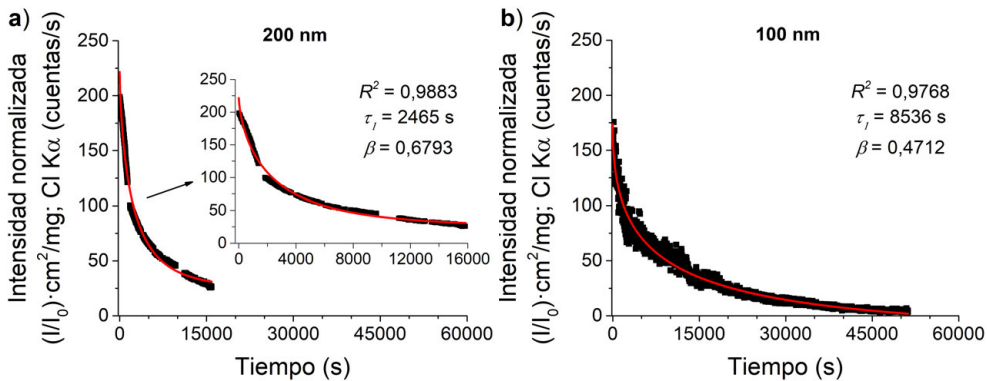 a)
200 nm
Intensidad normalizada
(I/I₀)·cm²/mg; Cl Kα (cuentas/s)
250
200
150
100
50
0
0
15000
30000
45000
60000
Tiempo (s)
250
200
150
100
50
0
0
4000
8000
12000
16000
R² = 0,9883
τ₁ = 2465 s
β = 0,6793
b)
100 nm
Intensidad normalizada
(I/I₀)·cm²/mg; Cl Kα (cuentas/s)
250
200
150
100
50
0
0
15000
30000
45000
60000
Tiempo (s)
R² = 0,9768
τ₁ = 8536 s
β = 0,4712